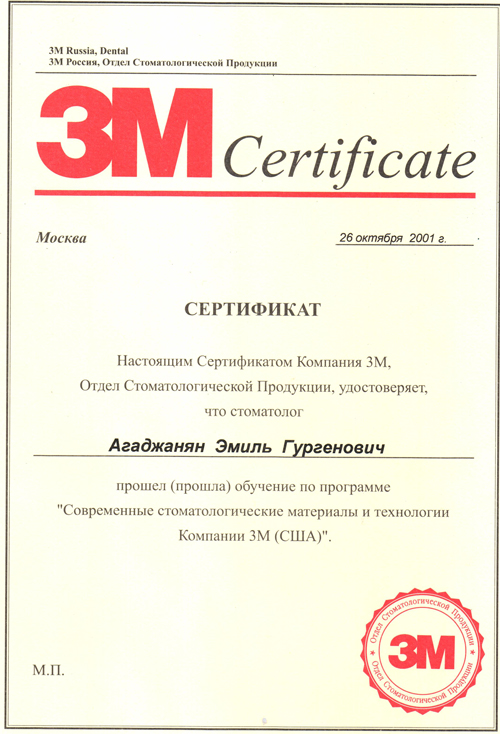 3M Russia, Dental
3М Россия, Отдел Стоматологической Продукции
3M Certificate
Москва
26 октября 2001 г.
СЕРТИФИКАТ
Настоящим Сертификатом Компания 3М,
Отдел Стоматологической Продукции, удостоверяет,
что стоматолог
Агаджанян Эмиль Гургенович
прошел (прошла) обучение по программе
"Современные стоматологические материалы и технологии
Компании 3М (США)".
Отдел Стоматологической Продукции
3M
Отдел Стоматологической Продукции
М.П.